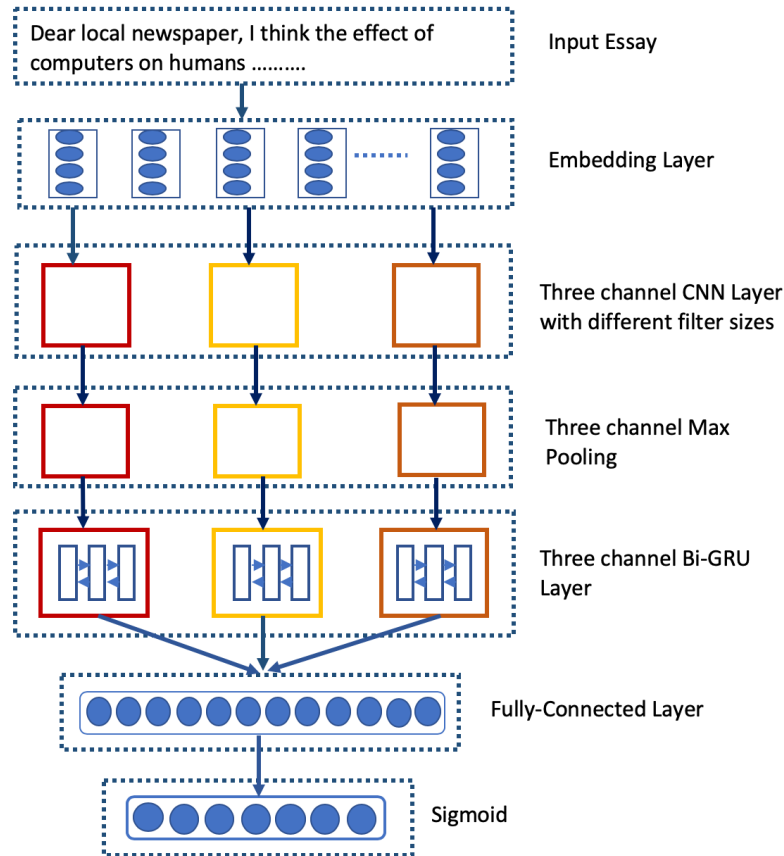 Dear local newspaper, I think the effect of
computers on humans ..........
Input Essay
Embedding Layer
Three channel CNN Layer
with different filter sizes
Three channel Max
Pooling
Three channel Bi-GRU
Layer
Fully-Connected Layer
Sigmoid